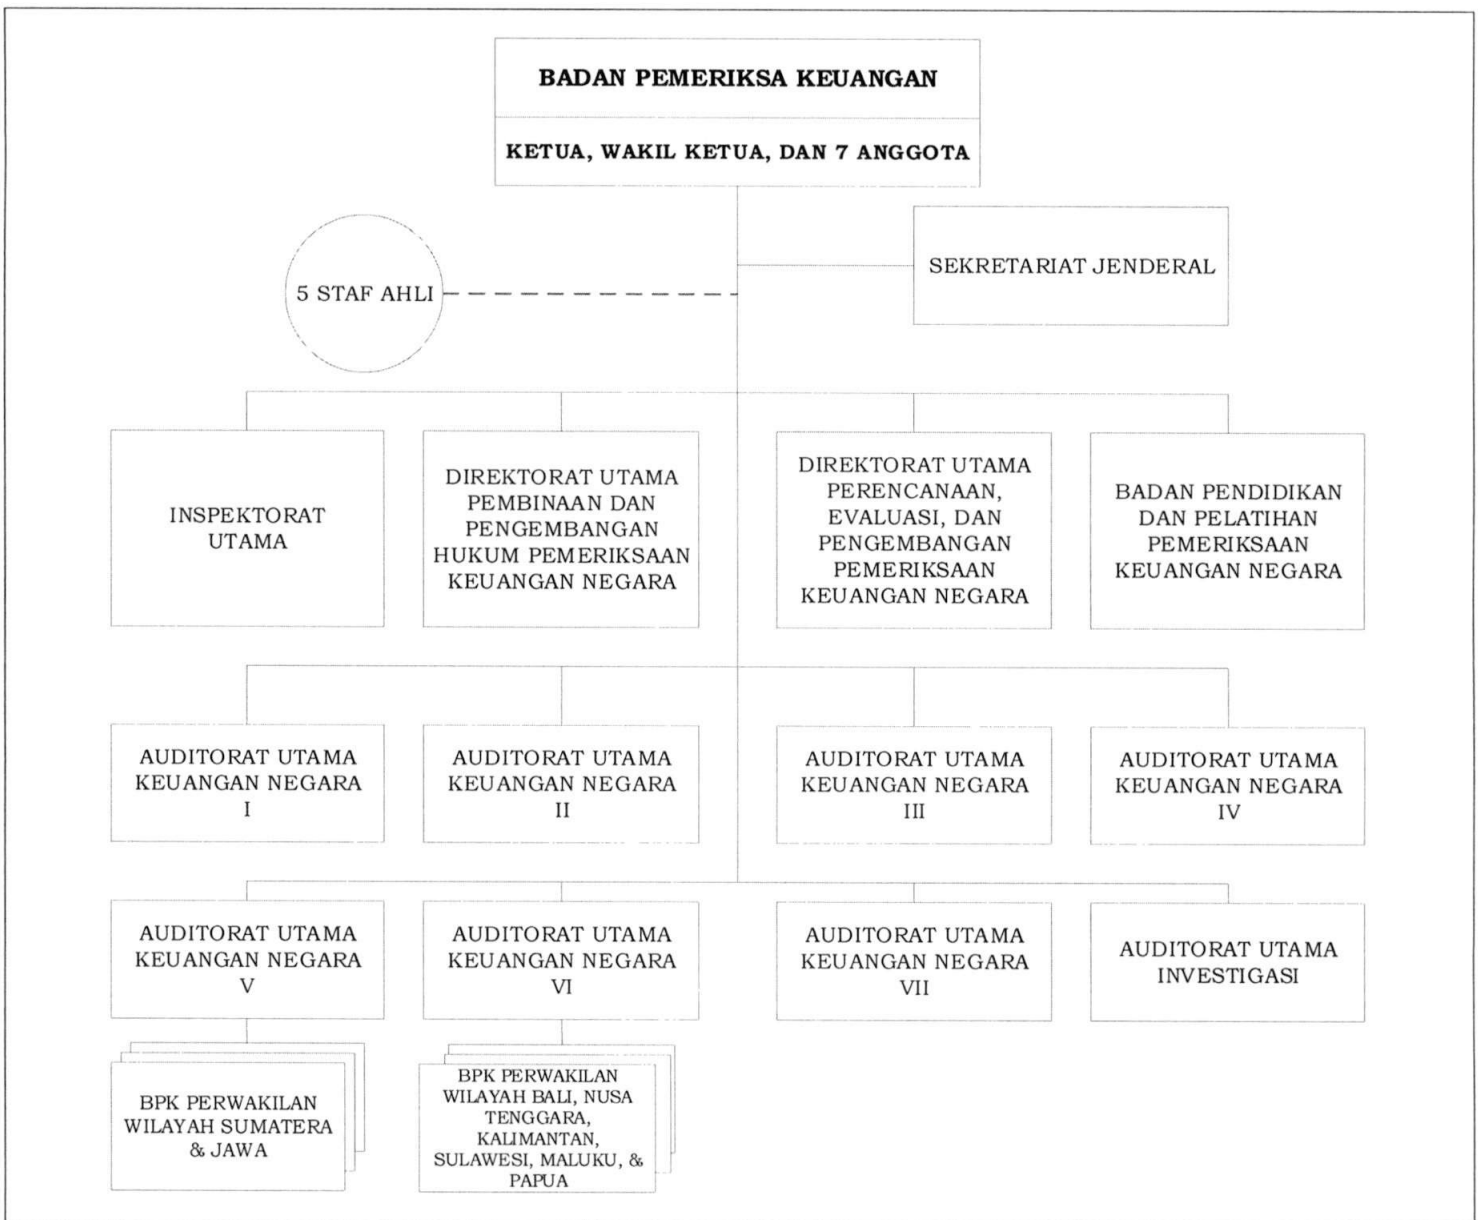 BADAN PEMERIKSA KEUANGAN
KETUA, WAKIL KETUA, DAN 7 ANGGOTA
SEKRETARIAT JENDERAL
5 STAF AHLI
INSPEKTORAT
UTAMA
DIREKTORAT UTAMA
PEMBINAAN DAN
PENGEMBANGAN
HUKUM PEMERIKSAAN
KEUANGAN NEGARA
DIREKTORAT UTAMA
PERENCANAAN,
EVALUASI, DAN
PENGEMBANGAN
PEMERIKSAAN
KEUANGAN NEGARA
BADAN PENDIDIKAN
DAN PELATIHAN
PEMERIKSAAN
KEUANGAN NEGARA
AUDITORAT UTAMA
KEUANGAN NEGARA
I
AUDITORAT UTAMA
KEUANGAN NEGARA
II
AUDITORAT UTAMA
KEUANGAN NEGARA
III
AUDITORAT UTAMA
KEUANGAN NEGARA
IV
AUDITORAT UTAMA
KEUANGAN NEGARA
V
AUDITORAT UTAMA
KEUANGAN NEGARA
VI
AUDITORAT UTAMA
KEUANGAN NEGARA
VII
AUDITORAT UTAMA
INVESTIGASI
BPK PERWAKILAN
WILAYAH SUMATERA
& JAWA
BPK PERWAKILAN
WILAYAH BALI, NUSA
TENGGARA,
KALIMANTAN,
SULAWESI, MALUKU, &
PAPUA